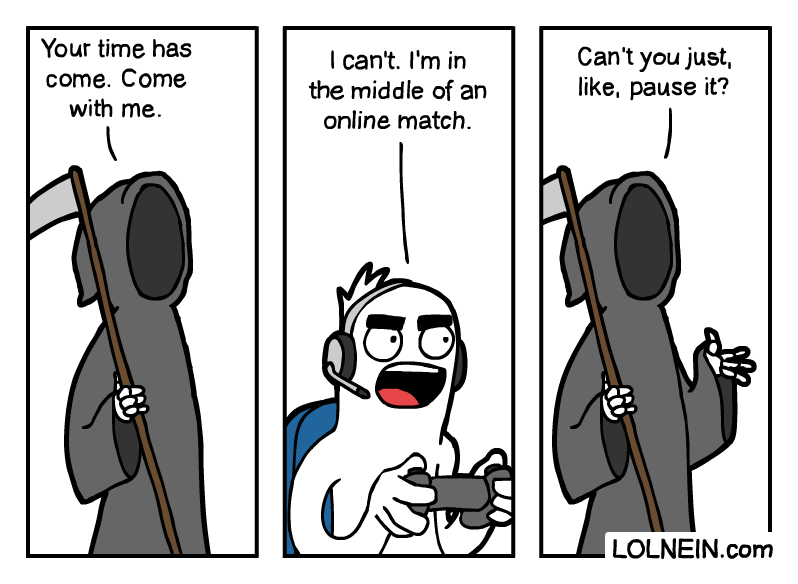 Your time has
come. Come
with me.
I can't. I'm in
the middle of an
online match.
Can't you just,
like, pause it?
LOLNEIN.com